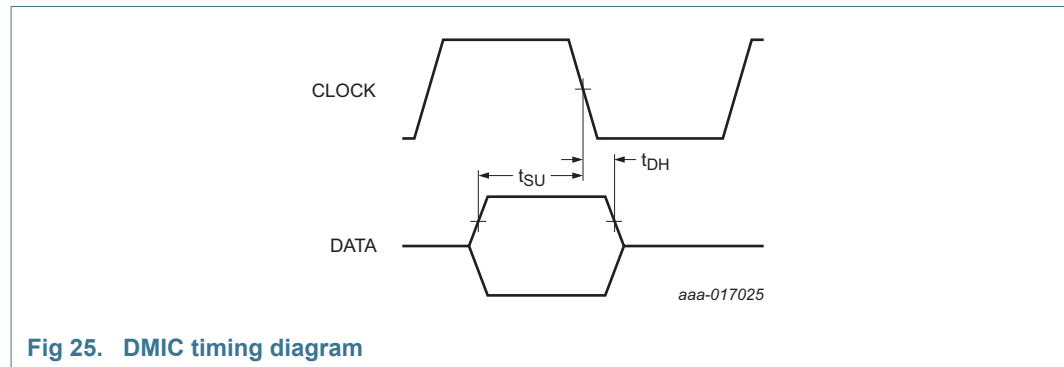 CLOCK
tDH
tSU
DATA
aaa-017025
Fig 25. DMIC timing diagram